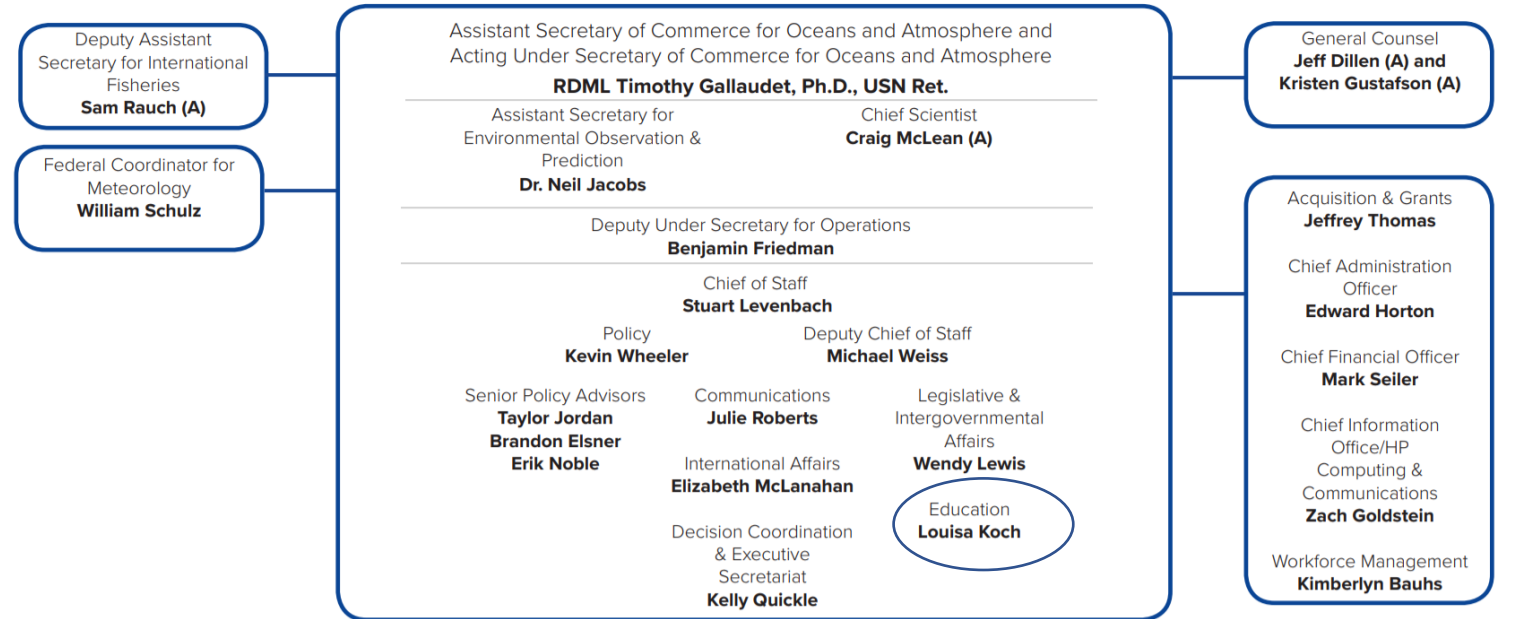 Deputy Assistant
Secretary for International
Fisheries
Sam Rauch (A)
Federal Coordinator for
Meteorology
William Schulz
Assistant Secretary of Commerce for Oceans and Atmosphere and
Acting Under Secretary of Commerce for Oceans and Atmosphere
RDML Timothy Gallaudet, Ph.D., USN Ret.
Assistant Secretary for
Environmental Observation &
Prediction
Dr. Neil Jacobs
Chief Scientist
Craig McLean (A)
Deputy Under Secretary for Operations
Benjamin Friedman
Chief of Staff
Stuart Levenbach
Policy
Kevin Wheeler
Deputy Chief of Staff
Michael Weiss
Senior Policy Advisors
Taylor Jordan
Brandon Elsner
Erik Noble
Communications
Julie Roberts
International Affairs
Elizabeth McLanahan
Decision Coordination
& Executive
Secretariat
Kelly Quickle
Legislative &
Intergovernmental
Affairs
Wendy Lewis
Education
Louisa Koch
General Counsel
Jeff Dillen (A) and
Kristen Gustafson (A)
Acquisition & Grants
Jeffrey Thomas
Chief Administration
Officer
Edward Horton
Chief Financial Officer
Mark Seiler
Chief Information
Office/HP
Computing &
Communications
Zach Goldstein
Workforce Management
Kimberlyn Bauhs